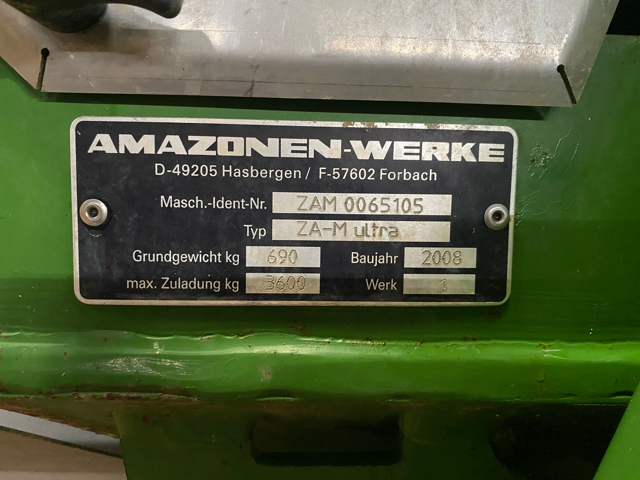 AMAZONEN-WERKE
D-49205 Hasbergen / F-57602 Forbach
Masch.-Ident-Nr. ZAM 0065105
Typ ZA-M ultra
Grundgewicht kg 690 Baujahr 2008
max. Zuladung kg 3600 Werk 1